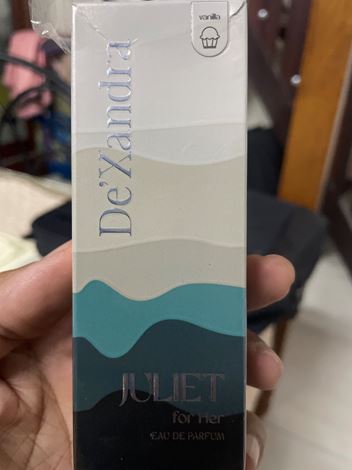 vanilla
De'Xandra
JULIET
for Her
EAU DE PARFUM